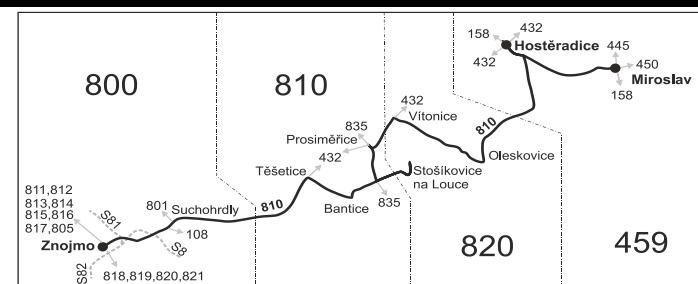 432
158
Hostěradice
432
445
450
Miroslav
158
800
810
432
Vítonice
835
Prosiměřice
810
Oleskovice
432
Těšetice
Stošíkovice
na Louce
Bantice
835
811,812
813,814
815,816
817,805
801
Suchohrdly
810
S81
108
S8
Znojmo
S82
818,819,820,821
820
459